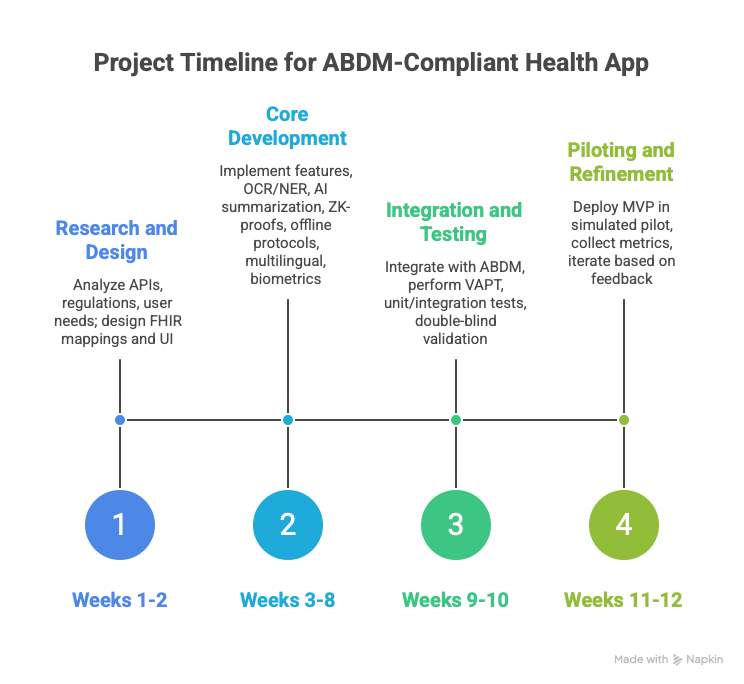 Project Timeline for ABDM-Compliant Health App
Research and
Design
Analyze APIs,
regulations, user
needs; design FHIR
mappings and UI
Core
Development
Implement features,
OCR/NER, AI
summarization, ZK-
proofs, offline
protocols,
multilingual,
biometrics
Integration and
Testing
Integrate with ABDM,
perform VAPT,
unit/integration tests,
double-blind
validation
Piloting and
Refinement
Deploy MVP in
simulated pilot,
collect metrics,
iterate based on
feedback
1
2
3
4
Weeks 1-2
Weeks 3-8
Weeks 9-10
Weeks 11-12
Made with Napkin